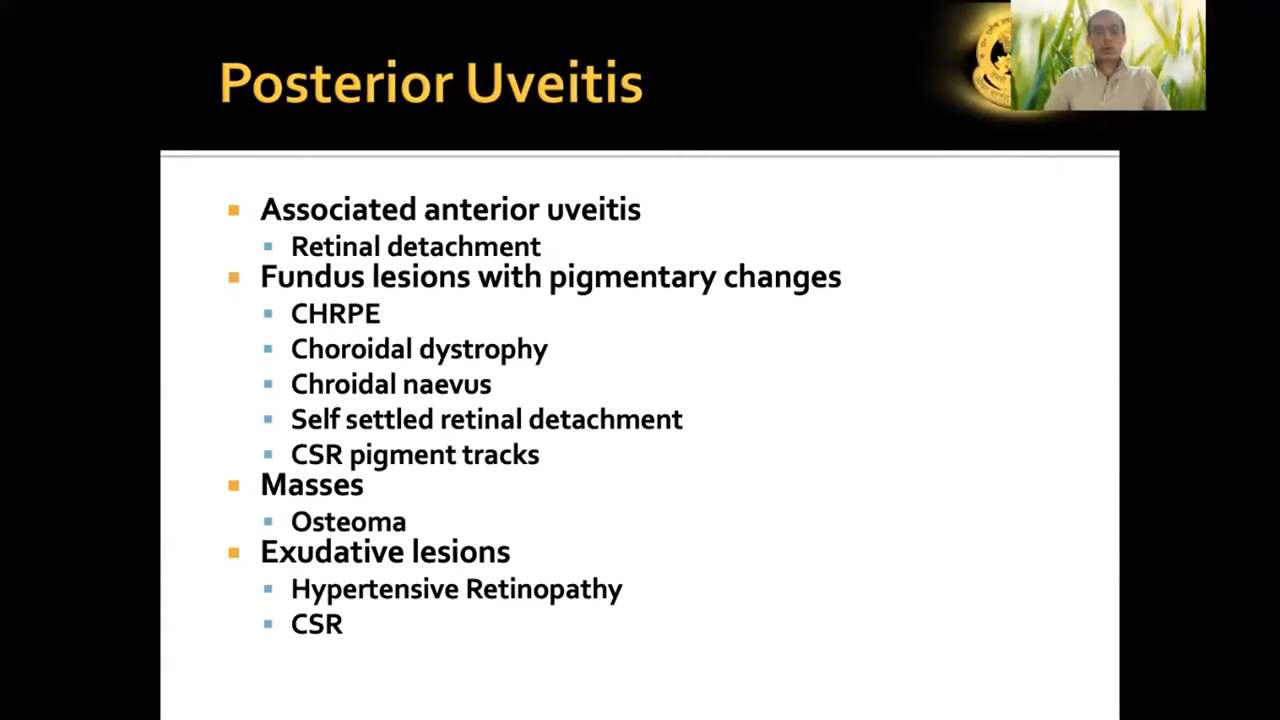 Posterior Uveitis
Associated anterior uveitis
Retinal detachment
Fundus lesions with pigmentary changes
CHRPE
Choroidal dystrophy
Chroidal naevus
Self settled retinal detachment
CSR pigment tracks
Masses
Osteoma
Exudative lesions
Hypertensive Retinopathy
CSR